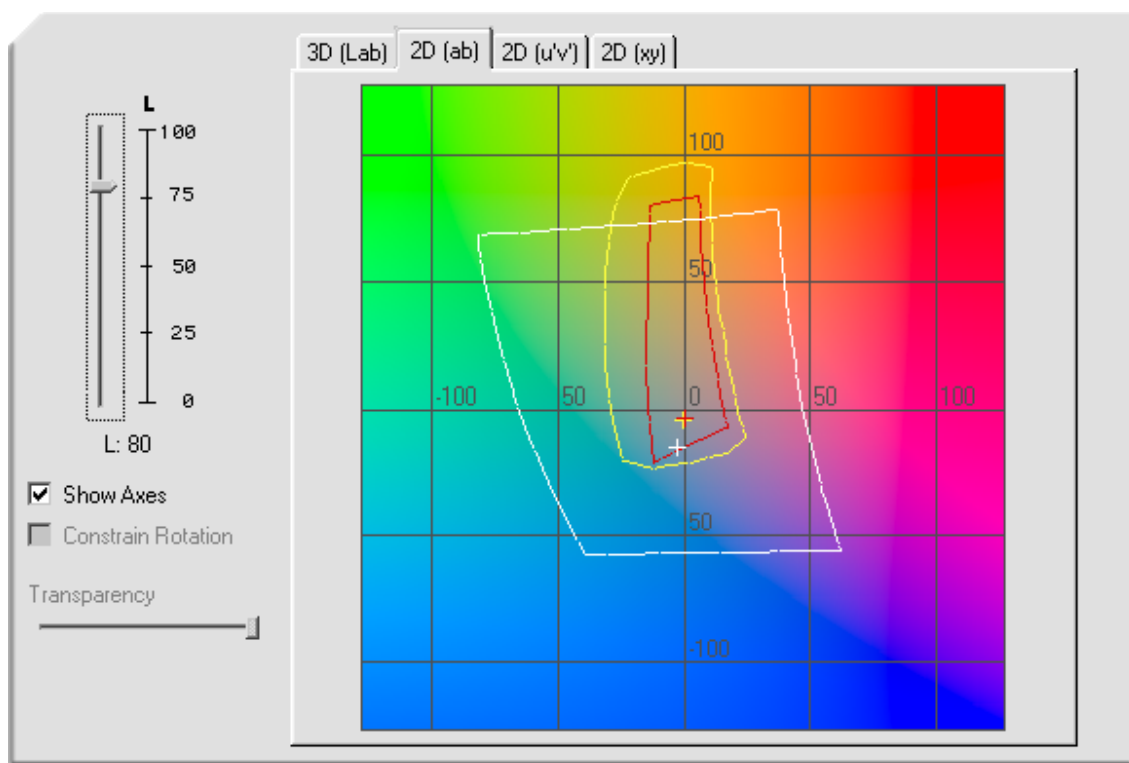 3D (Lab) 2D (ab) 2D (u'v') 2D (xy)
L
100
75
50
25
0
L: 80
Show Axes
Constrain Rotation
Transparency
100
50
-100 50 0 50 100
50
-100